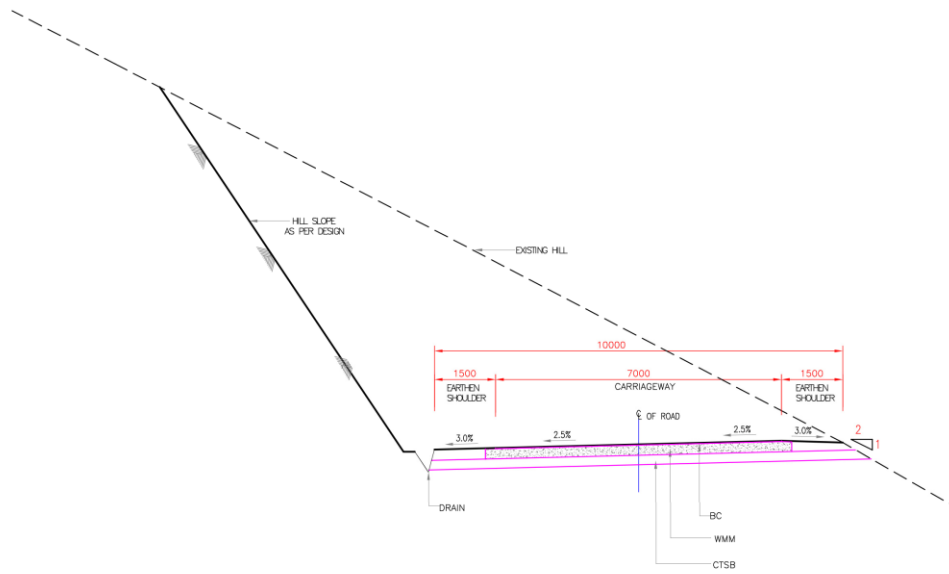 HILL SLOPE
AS PER DESIGN
EXISTING HILL
10000
1500
7000
1500
EARTHEN
SHOULDER
CARRIAGEWAY
EARTHEN
SHOULDER
℄ OF ROAD
3.0%
2.5%
2.5%
3.0%
2
1
DRAIN
BC
WMM
CTSB